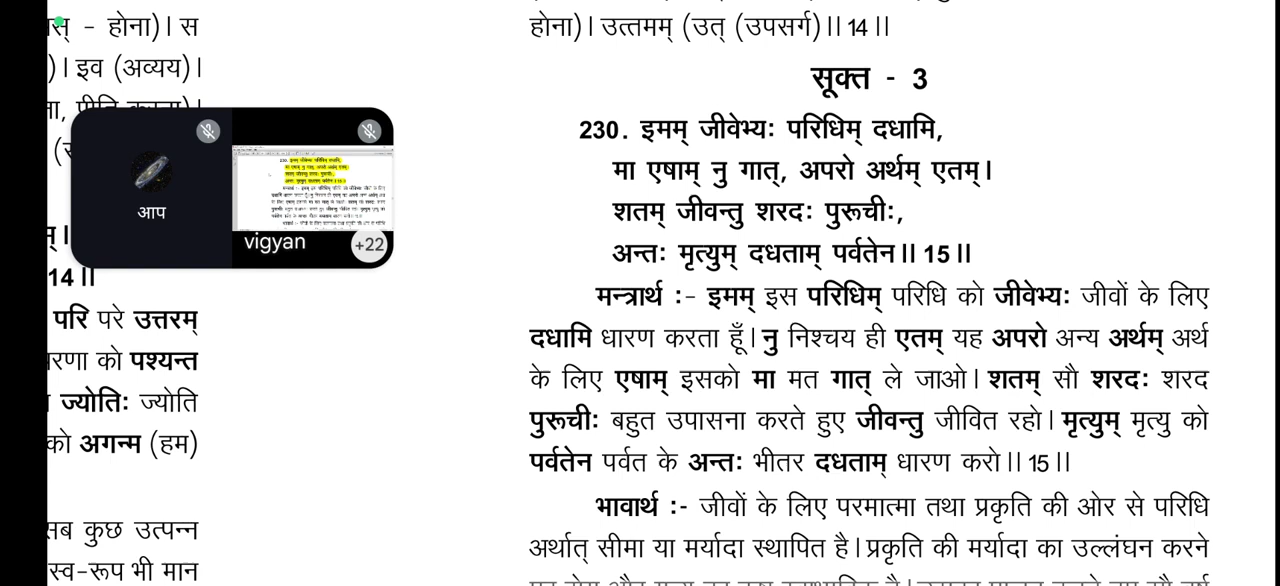 स् - होना)। स
)। इव (अव्यय)।
आप
vigyan
+22
14॥
परि परे उत्तरम्
को पश्यन्त
ज्योतिः ज्योति
को अगन्म (हम)
सब कुछ उत्पन्न
स्व-रूप भी मान
होना)। उत्तमम् (उत् (उपसर्ग)॥14॥
सूक्त - 3
230. इमम् जीवेभ्यः परिधिम् दधामि,
मा एषाम् नु गात्, अपरो अर्थम् एतम्।
शतम् जीवन्तु शरदः पुरूचीः,
अन्तः मृत्युम् दधताम् पर्वतेन॥15॥
मन्त्रार्थ :- इमम् इस परिधिम् परिधि को जीवेभ्यः जीवों के लिए
दधामि धारण करता हूँ। नु निश्चय ही एतम् यह अपरो अन्य अर्थम् अर्थ
के लिए एषाम् इसको मा मत गात् ले जाओ। शतम् सौ शरदः शरद
पुरूचीः बहुत उपासना करते हुए जीवन्तु जीवित रहो। मृत्युम् मृत्यु को
पर्वतेन पर्वत के अन्तः भीतर दधताम् धारण करो॥15॥
भावार्थ :- जीवों के लिए परमात्मा तथा प्रकृति की ओर से परिधि
अर्थात् सीमा या मर्यादा स्थापित है। प्रकृति की मर्यादा का उल्लंघन करने